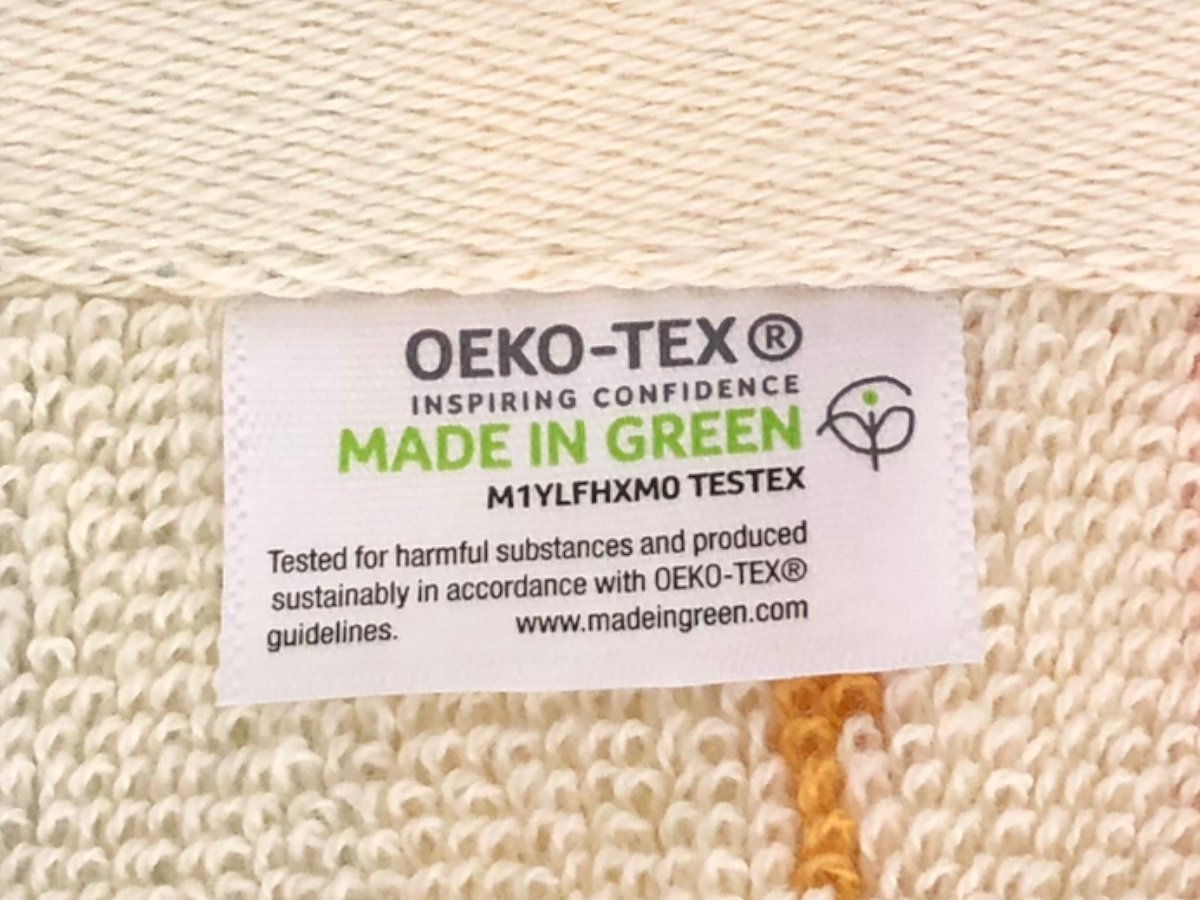 OEKO-TEX®
INSPIRING CONFIDENCE
MADE IN GREEN
M1YLFHXM0 TESTEX
Tested for harmful substances and produced
sustainably in accordance with OEKO-TEX®
guidelines. www.madeingreen.com